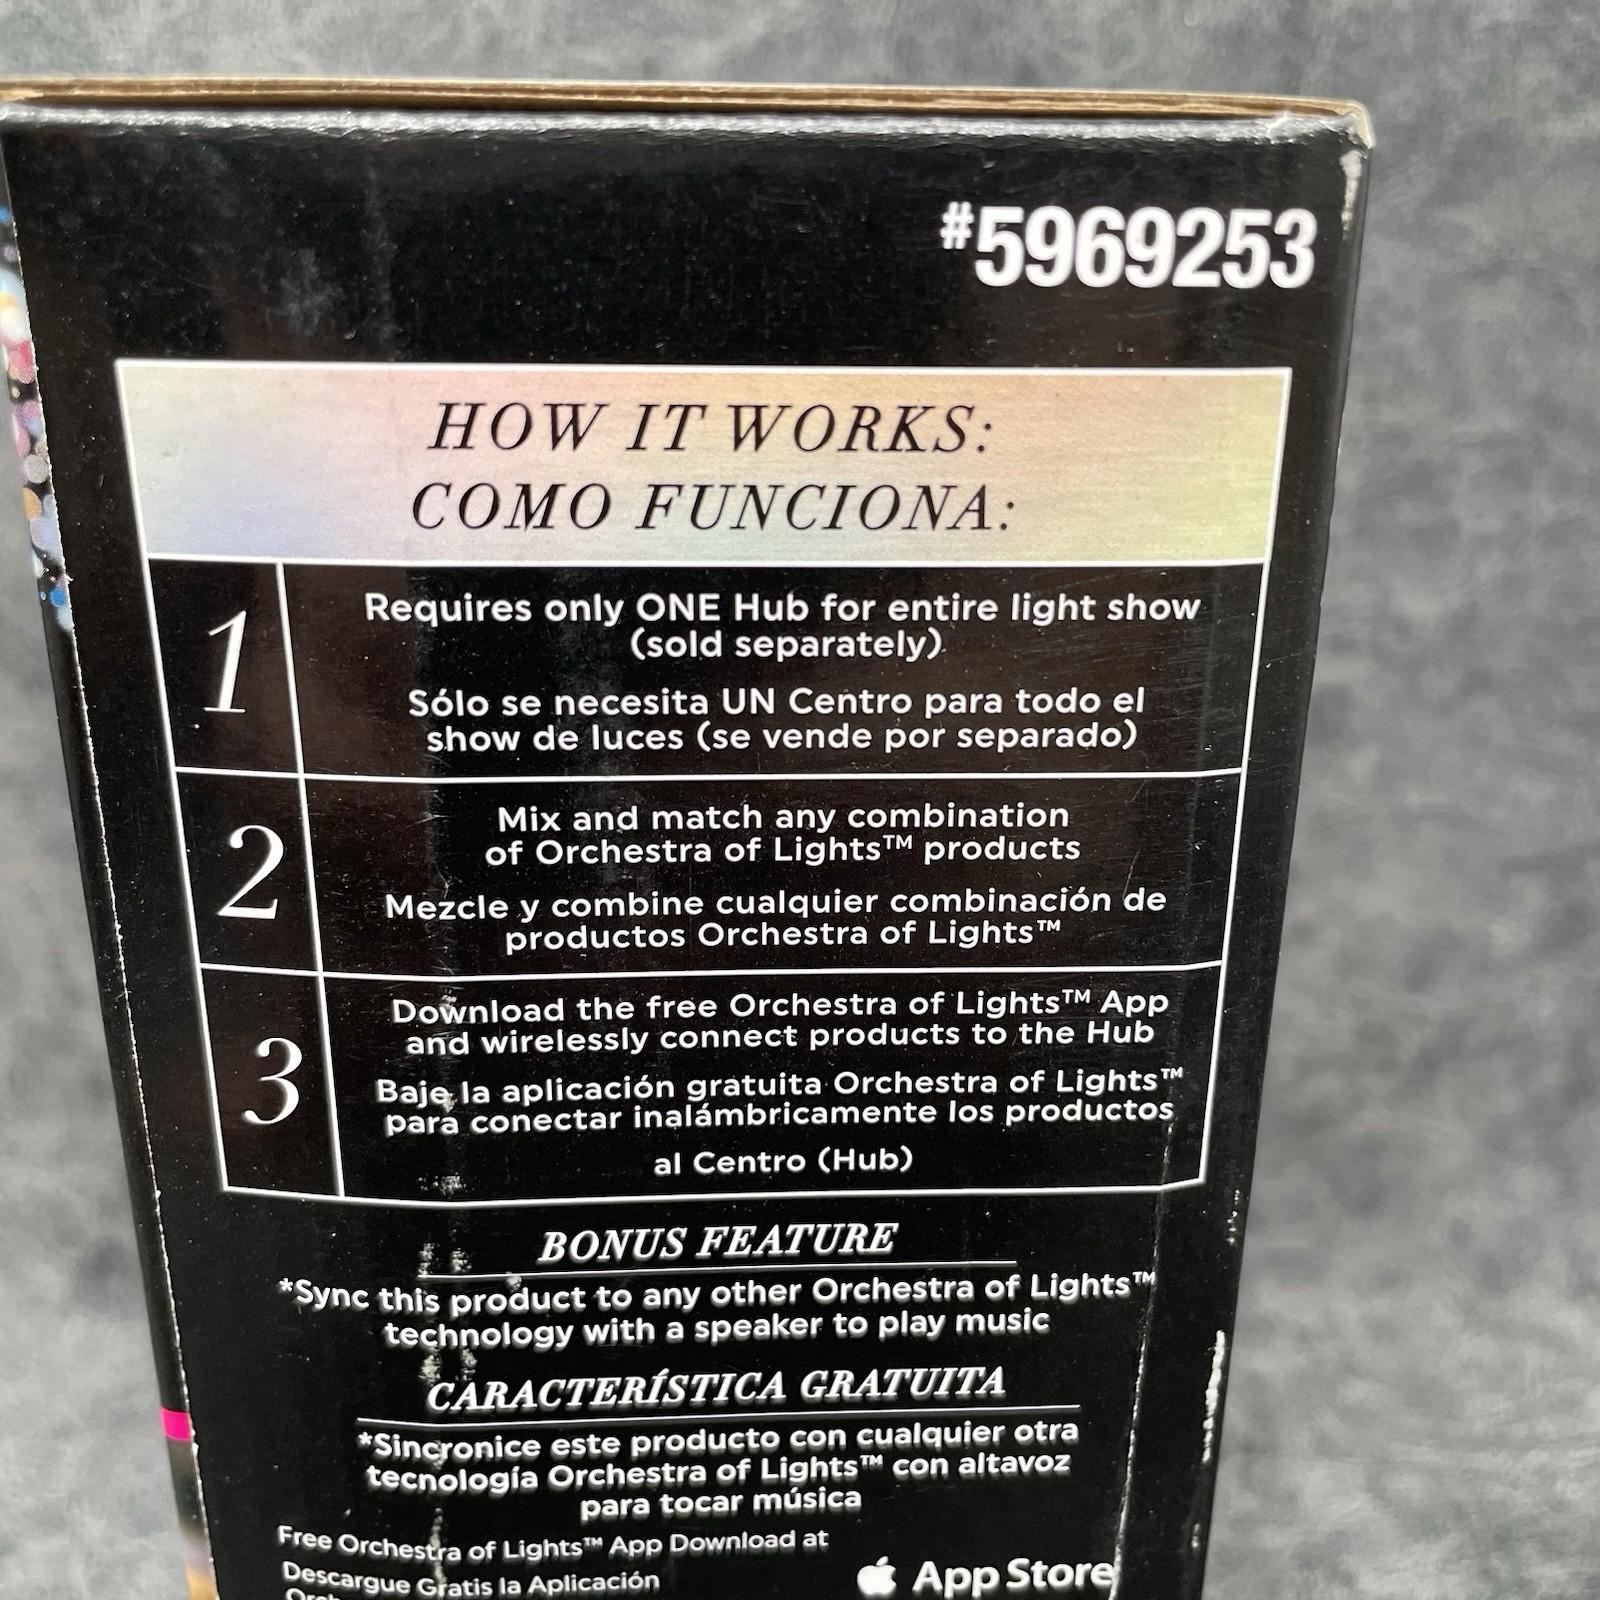 #5969253
HOW IT WORKS:
COMO FUNCIONA:
1
Requires only ONE Hub for entire light show
(sold separately)
Sólo se necesita UN Centro para todo el
show de luces (se vende por separado)
2
Mix and match any combination
of Orchestra of Lights™ products
Mezcle y combine cualquier combinación de
productos Orchestra of Lights™
3
Download the free Orchestra of Lights™ App
and wirelessly connect products to the Hub
Baje la aplicación gratuita Orchestra of Lights™
para conectar inalámbricamente los productos
al Centro (Hub)
BONUS FEATURE
*Sync this product to any other Orchestra of Lights™
technology with a speaker to play music
CARACTERÍSTICA GRATUITA
*Sincronice este producto con cualquier otra
tecnología Orchestra of Lights™ con altavoz
para tocar música
Free Orchestra of Lights™ App Download at
Descargue Gratis la Aplicación
App Store